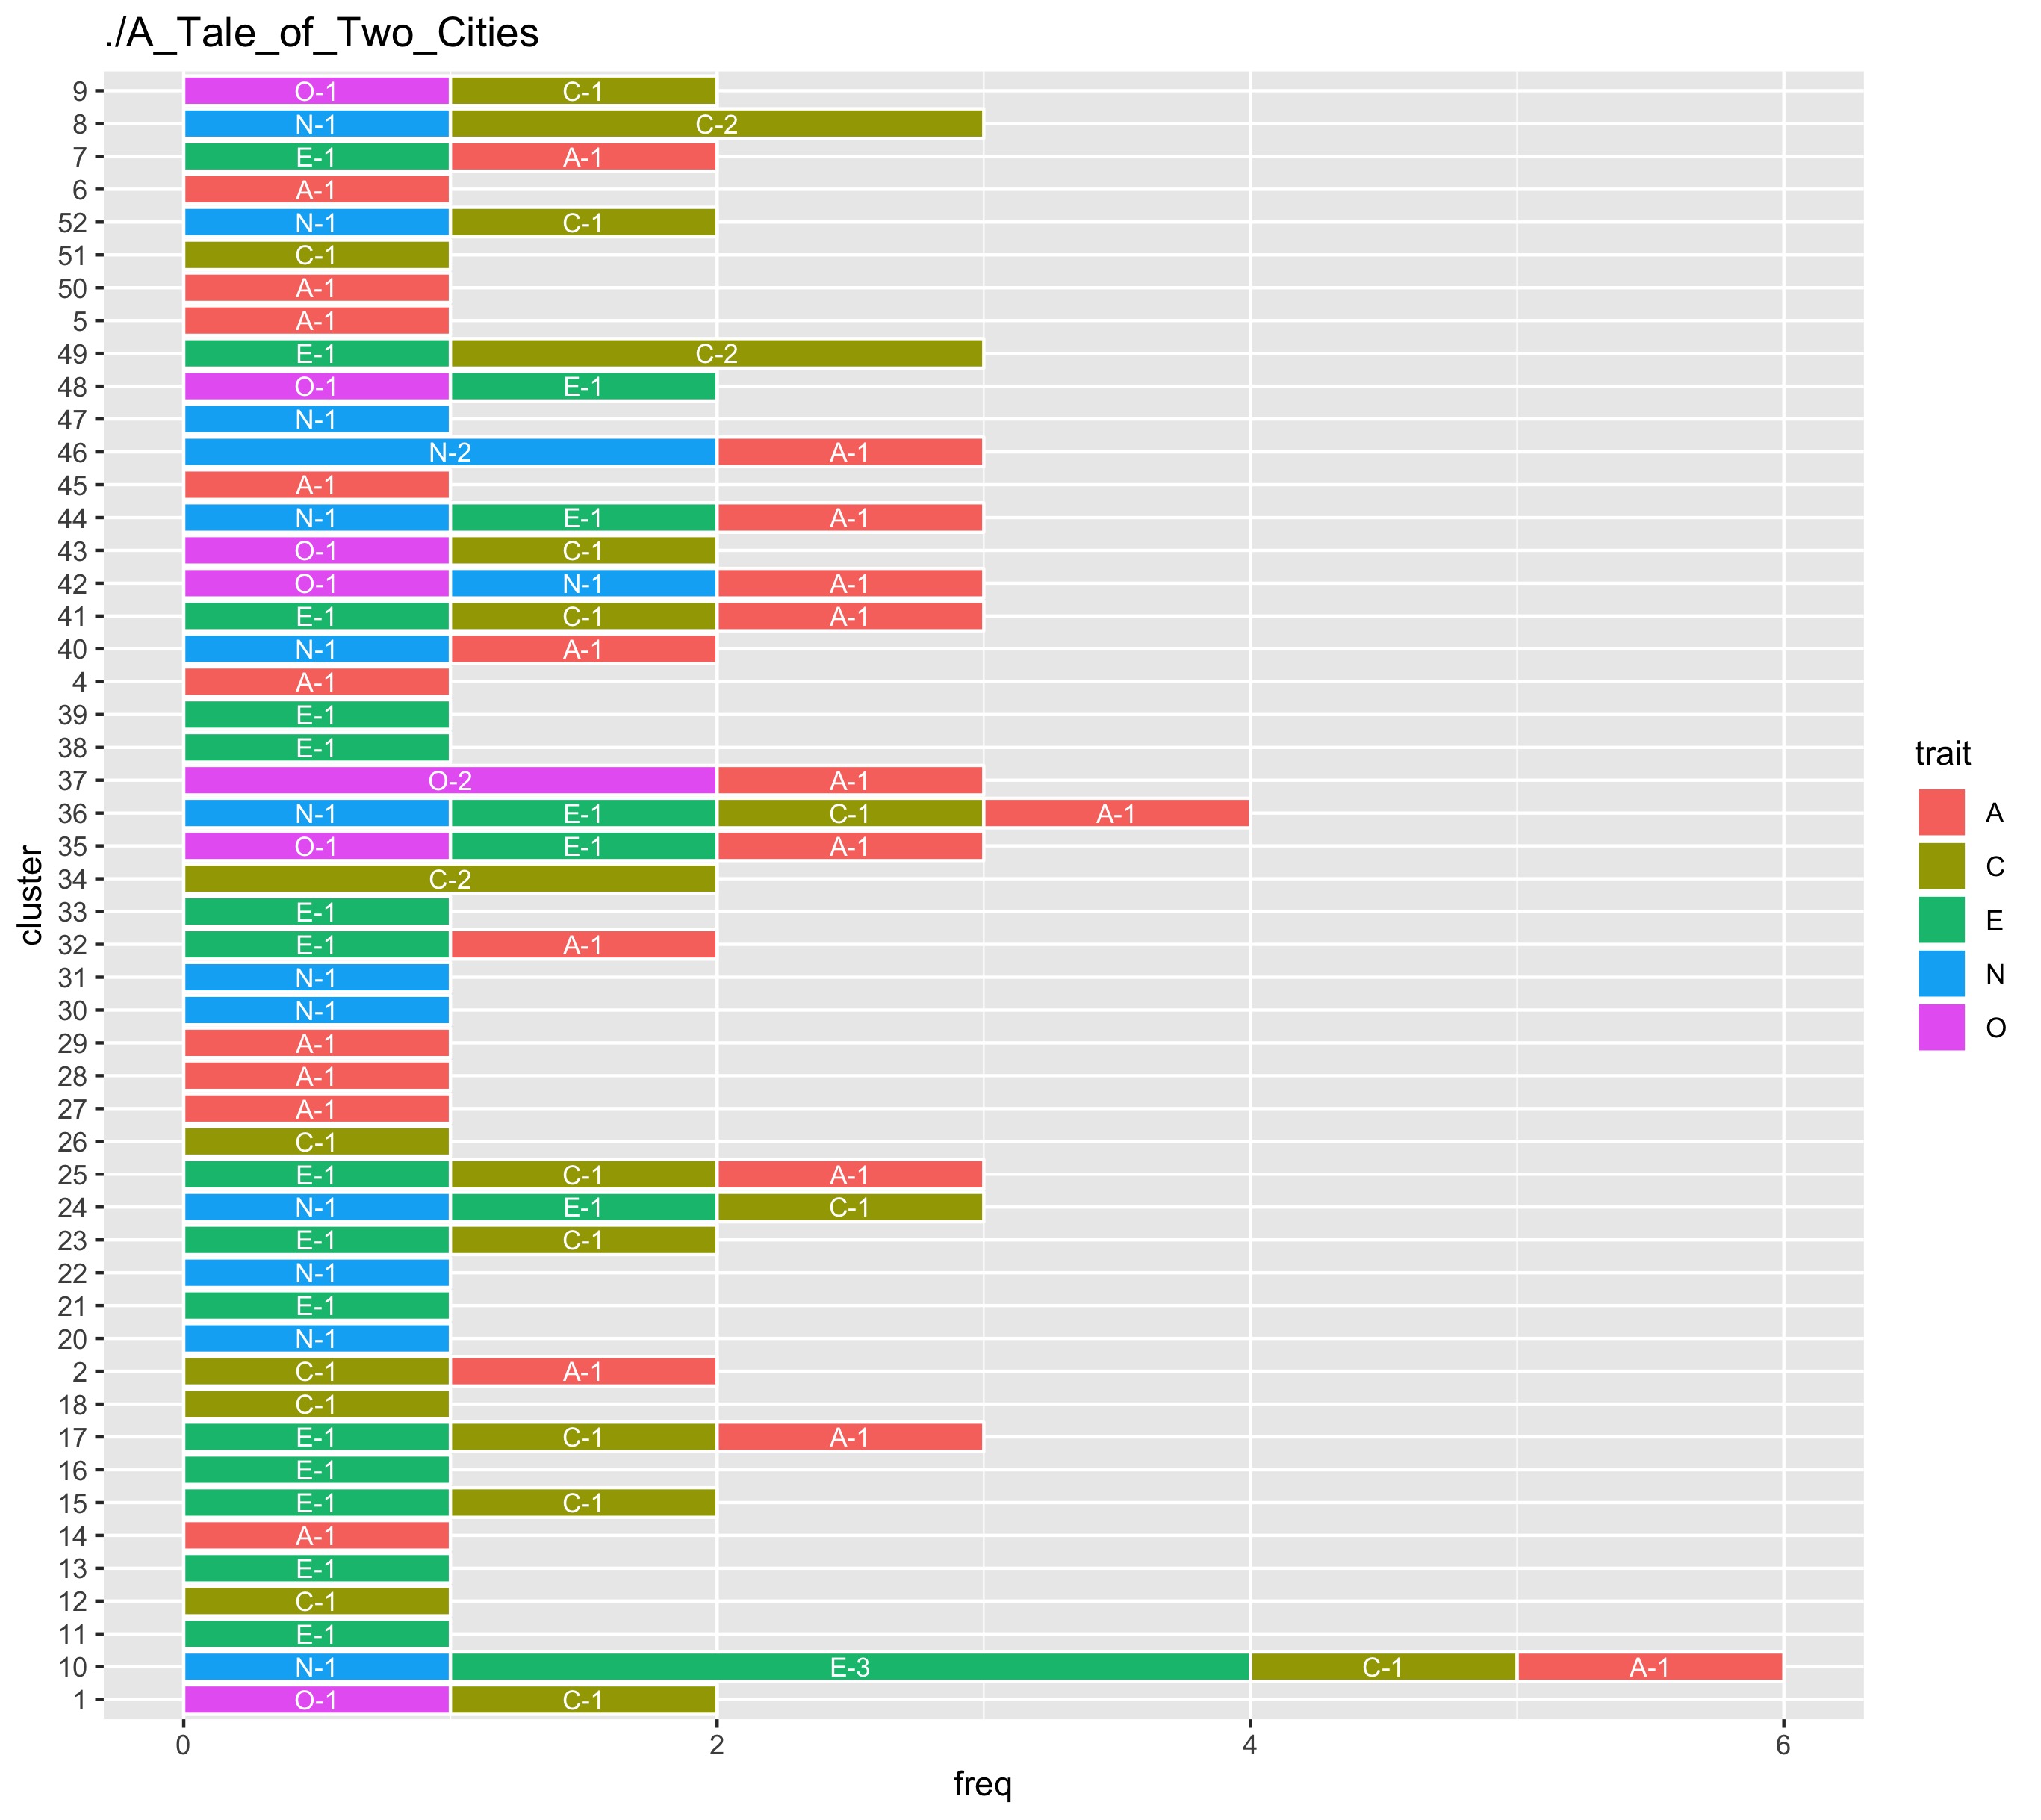 ./A_Tale_of_Two_Cities
9 O-1 C-1
8 N-1 C-2
7 E-1 A-1
6 A-1
52 N-1 C-1
51 C-1
50 A-1
5 A-1
49 E-1 C-2
48 O-1 E-1
47 N-1
46 N-2 A-1
45 A-1
44 N-1 E-1 A-1
43 O-1 C-1
42 O-1 N-1 A-1
41 E-1 C-1 A-1
40 N-1 A-1
4 A-1
39 E-1
38 E-1
37 O-2 A-1
36 N-1 E-1 C-1 A-1
35 O-1 E-1 A-1
34 C-2
33 E-1
32 E-1 A-1
31 N-1
30 N-1
29 A-1
28 A-1
27 A-1
26 C-1
25 E-1 C-1 A-1
24 N-1 E-1 C-1
23 E-1 C-1
22 N-1
21 E-1
20 N-1
2 C-1 A-1
18 C-1
17 E-1 C-1 A-1
16 E-1
15 E-1 C-1
14 A-1
13 E-1
12 C-1
11 E-1
10 N-1 E-3 C-1 A-1
1 O-1 C-1
0 2 4 6
freq
cluster
trait
A
C
E
N
O